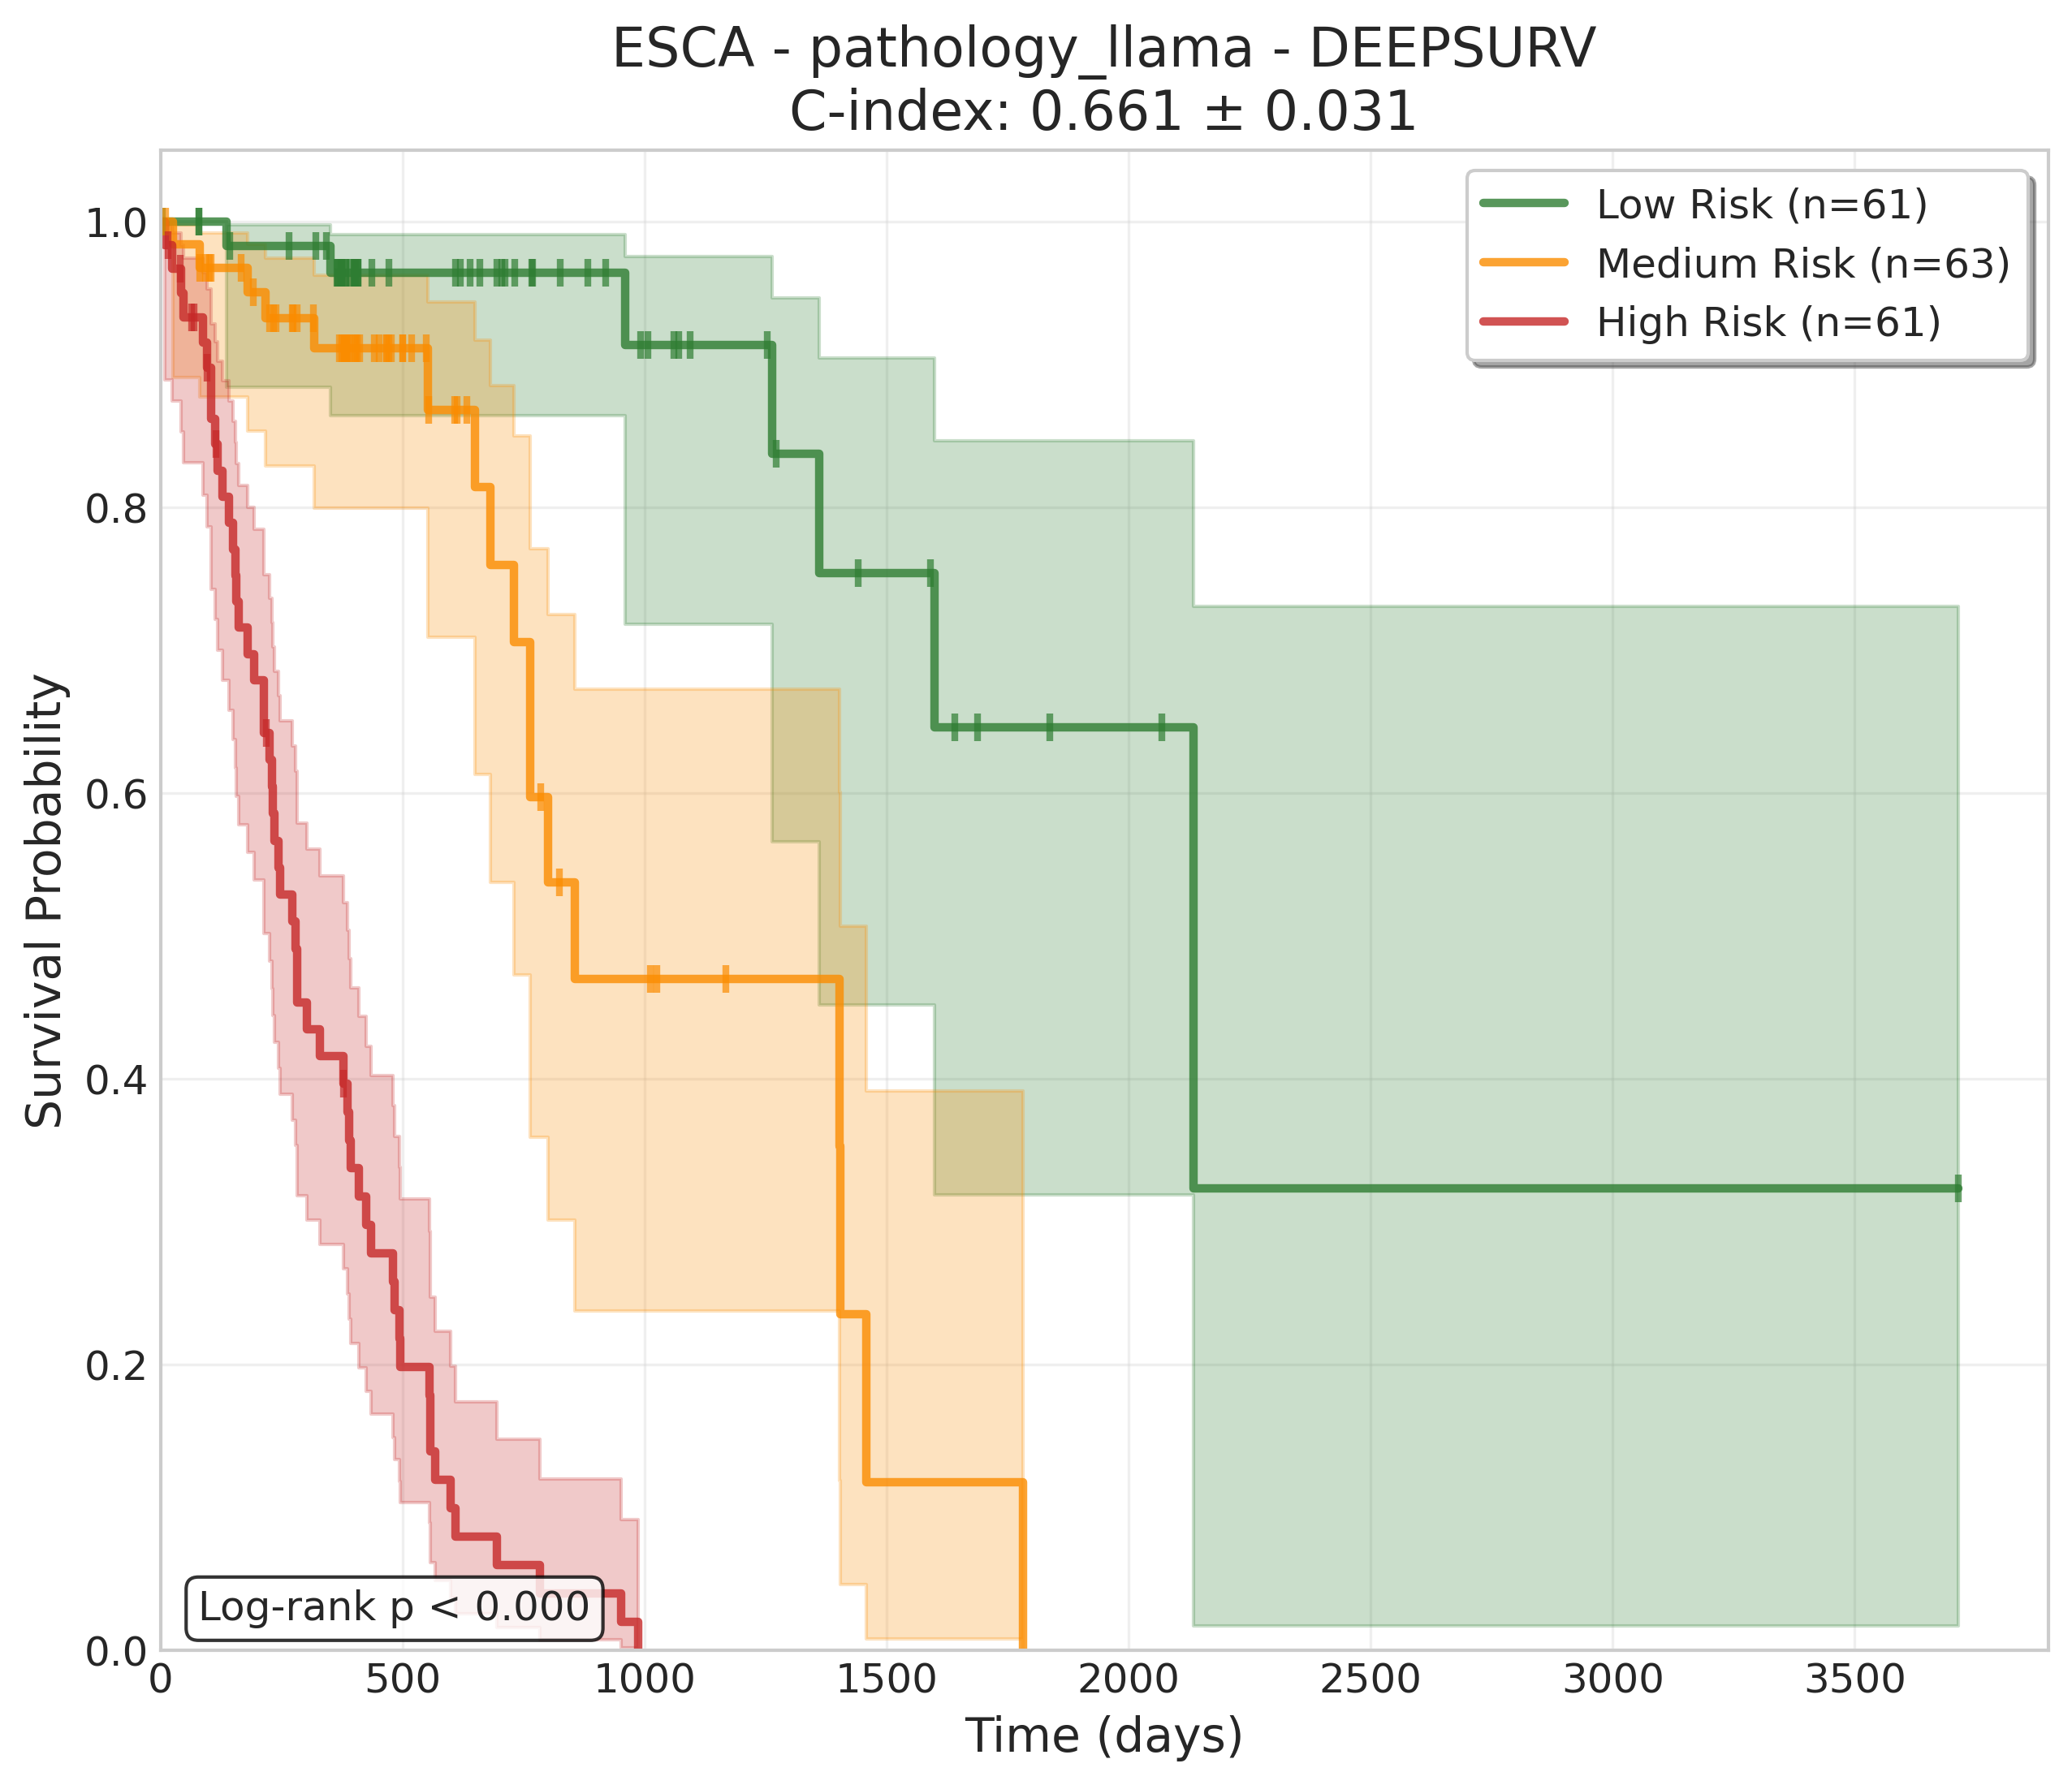 ESCA - pathology_llama - DEEPSURV
C-index: 0.661 ± 0.031
Low Risk (n=61)
Medium Risk (n=63)
High Risk (n=61)
Survival Probability
1.0
0.8
0.6
0.4
0.2
0.0
Log-rank p < 0.000
0 500 1000 1500 2000 2500 3000 3500
Time (days)